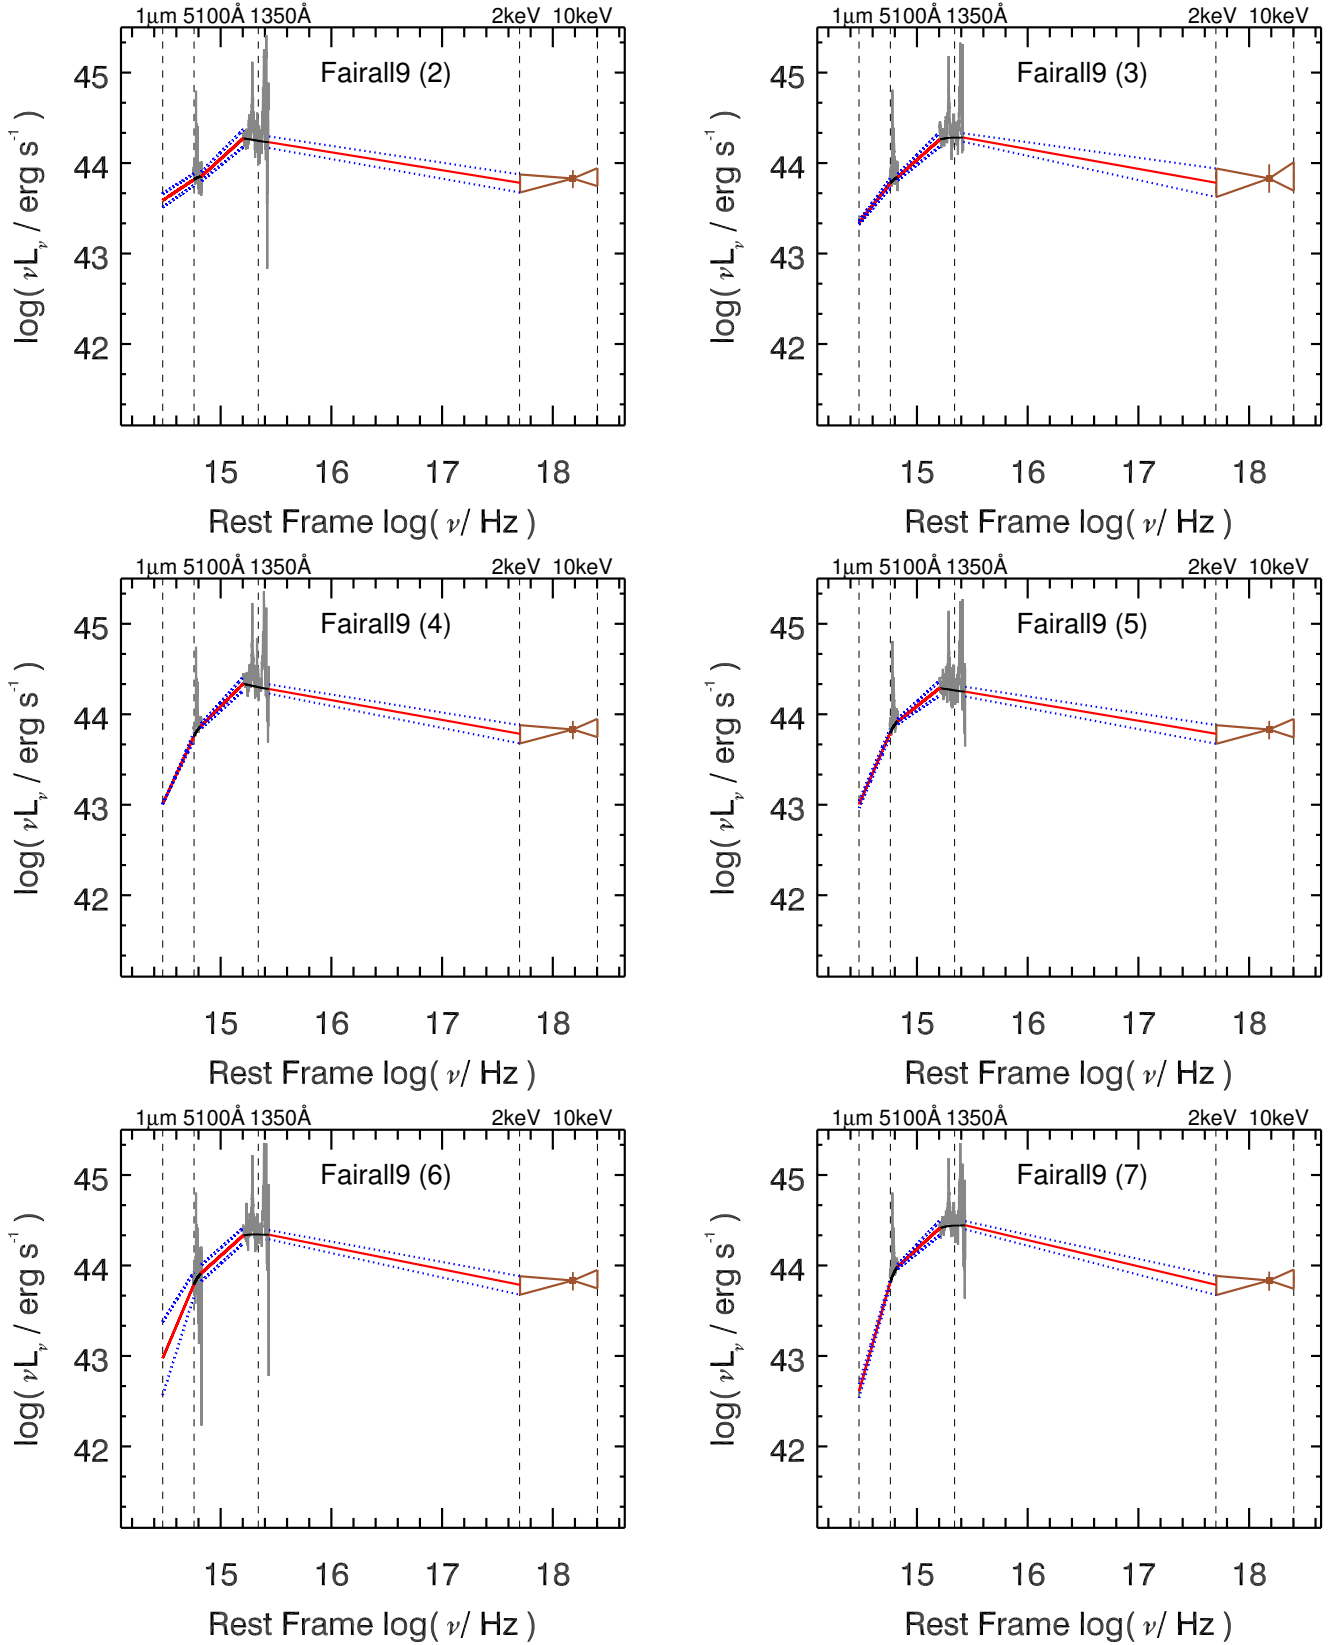 1μm 5100Å 1350Å 2keV 10keV
Fairall9 (2)
45
44
43
42
log( νLν / erg s-1 )
15 16 17 18
Rest Frame log( ν/ Hz )
1μm 5100Å 1350Å 2keV 10keV
Fairall9 (3)
45
44
43
42
log( νLν / erg s-1 )
15 16 17 18
Rest Frame log( ν/ Hz )
1μm 5100Å 1350Å 2keV 10keV
Fairall9 (4)
45
44
43
42
log( νLν / erg s-1 )
15 16 17 18
Rest Frame log( ν/ Hz )
1μm 5100Å 1350Å 2keV 10keV
Fairall9 (5)
45
44
43
42
log( νLν / erg s-1 )
15 16 17 18
Rest Frame log( ν/ Hz )
1μm 5100Å 1350Å 2keV 10keV
Fairall9 (6)
45
44
43
42
log( νLν / erg s-1 )
15 16 17 18
Rest Frame log( ν/ Hz )
1μm 5100Å 1350Å 2keV 10keV
Fairall9 (7)
45
44
43
42
log( νLν / erg s-1 )
15 16 17 18
Rest Frame log( ν/ Hz )